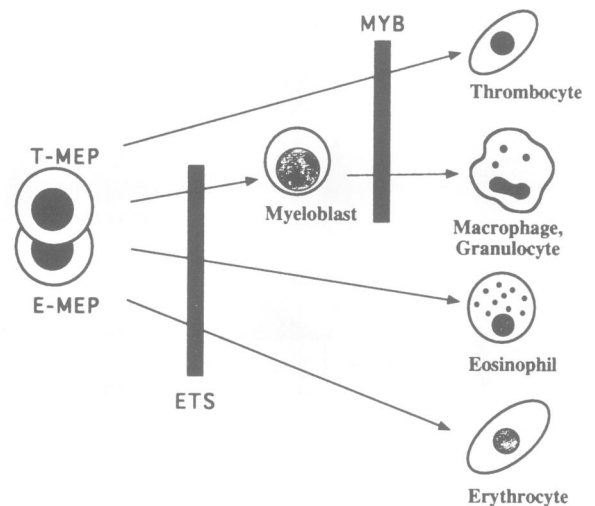 MYB
Thrombocyte
T-MEP
Myeloblast
Macrophage,
Granulocyte
E-MEP
Eosinophil
ETS
Erythrocyte